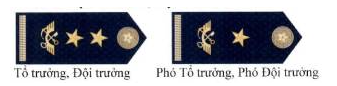 Tổ trưởng, Đội trưởng    Phó Tổ trưởng, Phó Đội trưởng